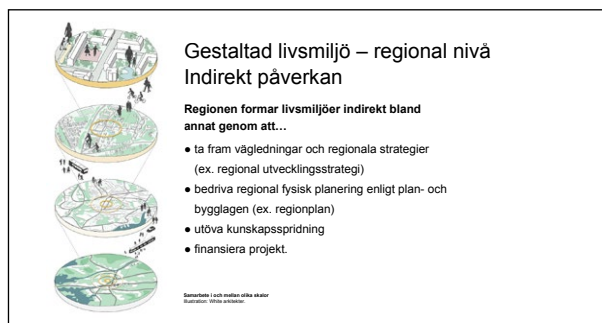 Gestaltad livsmiljö – regional nivå
Indirekt påverkan
Regionen formar livsmiljöer indirekt bland
annat genom att…
● ta fram vägledningar och regionala strategier
(ex. regional utvecklingsstrategi)
● bedriva regional fysisk planering enligt plan- och
bygglagen (ex. regionplan)
● utöva kunskapsspridning
● finansiera projekt.
Samarbete i och mellan olika skalor
Illustration: White arkitekter.